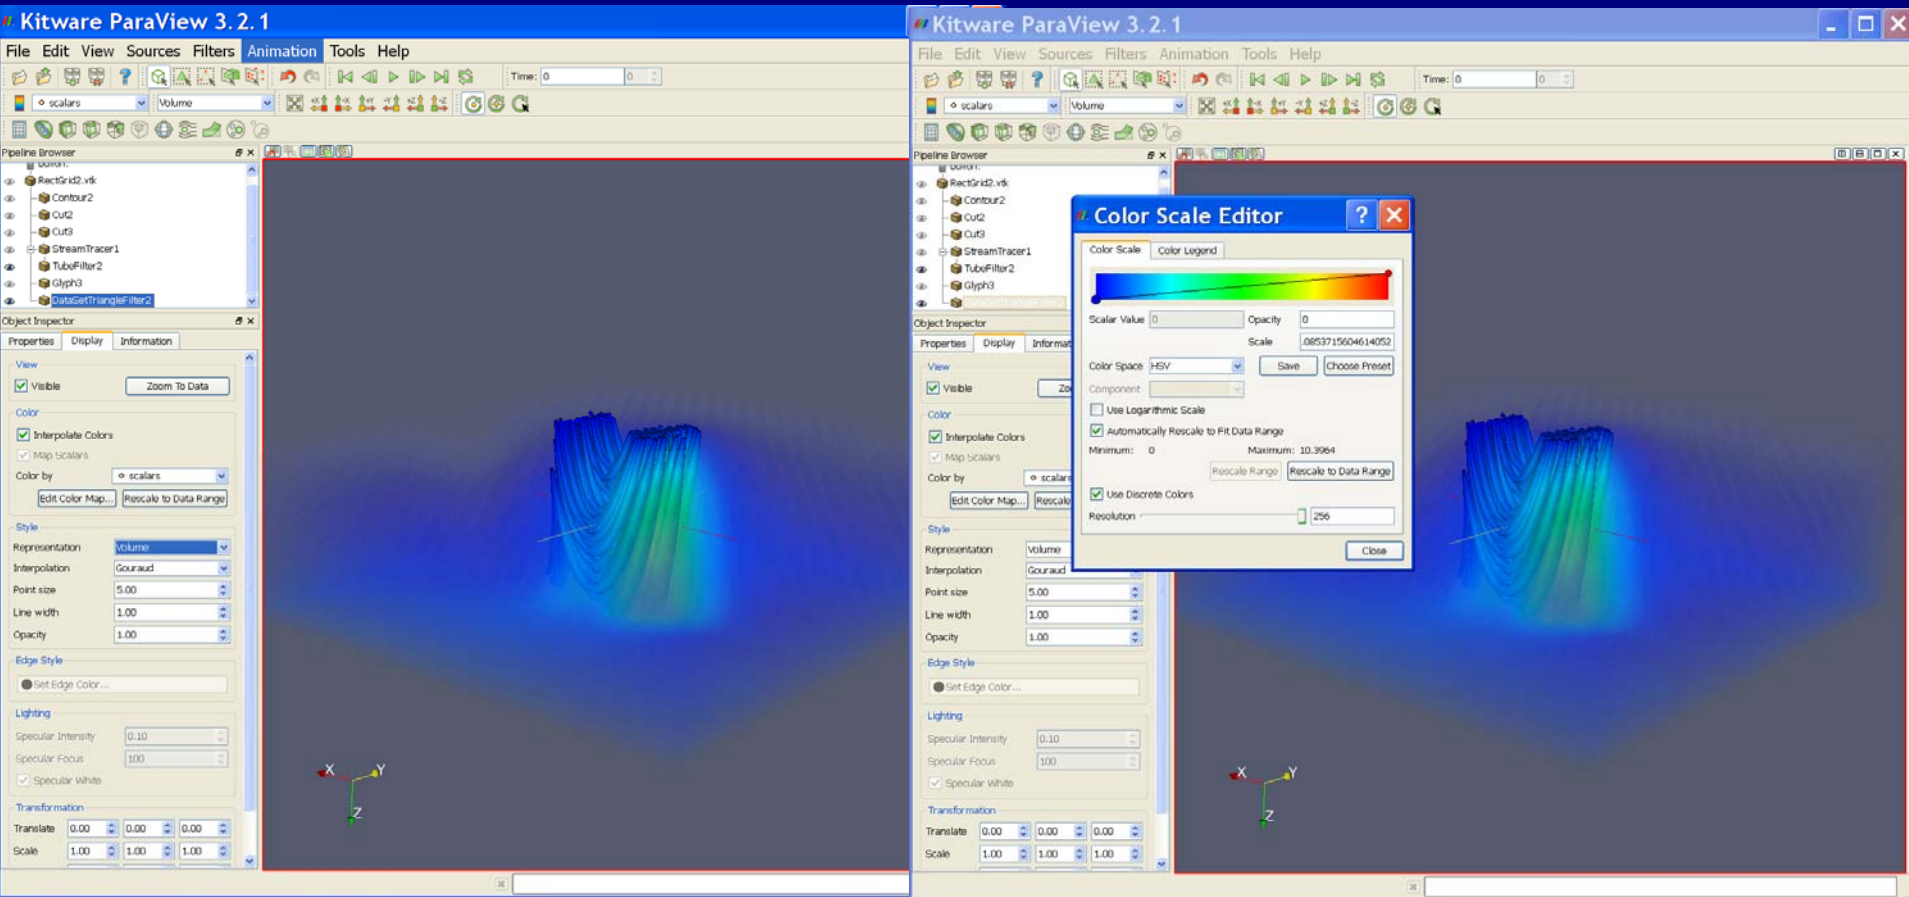 Kitware ParaView 3.2.1
File Edit View Sources Filters Animation Tools Help
Time: 0 0
scalars Volume
Pipeline Browser
RectGrid2.vtk
Contour2
Cut2
Cut3
StreamTracer1
TubeFilter2
Glyph3
DataSetTriangleFilter2
Object Inspector
Properties Display Information
View
Visible Zoom To Data
Color
Interpolate Colors
Map Scalars
Color by scalars
Edit Color Map... Rescale to Data Range
Style
Representation Volume
Interpolation Gouraud
Point size 5.00
Line width 1.00
Opacity 1.00
Edge Style
Set Edge Color...
Lighting
Specular Intensity 0.10
Specular Focus 100
Specular White
Transformation
Translate 0.00 0.00 0.00
Scale 1.00 1.00 1.00
X Y
Z
Kitware ParaView 3.2.1
File Edit View Sources Filters Animation Tools Help
Time: 0 0
scalars Volume
Pipeline Browser
RectGrid2.vtk
Contour2
Cut2
Cut3
StreamTracer1
TubeFilter2
Glyph3
Object Inspector
Properties Display Informat
View
Visible Zo
Color
Interpolate Colors
Map Scalars
Color by scalars
Edit Color Map... Rescale
Style
Representation Volume
Interpolation Gouraud
Point size 5.00
Line width 1.00
Opacity 1.00
Edge Style
Set Edge Color...
Lighting
Specular Intensity 0.10
Specular Focus 100
Specular White
Transformation
Translate 0.00 0.00 0.00
Scale 1.00 1.00 1.00
Color Scale Editor
Color Scale Color Legend
Scalar Value 0 Opacity 0
Scale .0853715604614052
Color Space HSV Save Choose Preset
Component
Use Logarithmic Scale
Automatically Rescale to Fit Data Range
Minimum: 0 Maximum: 10.3964
Rescale Range Rescale to Data Range
Use Discrete Colors
Resolution 256
Close
X Y
Z